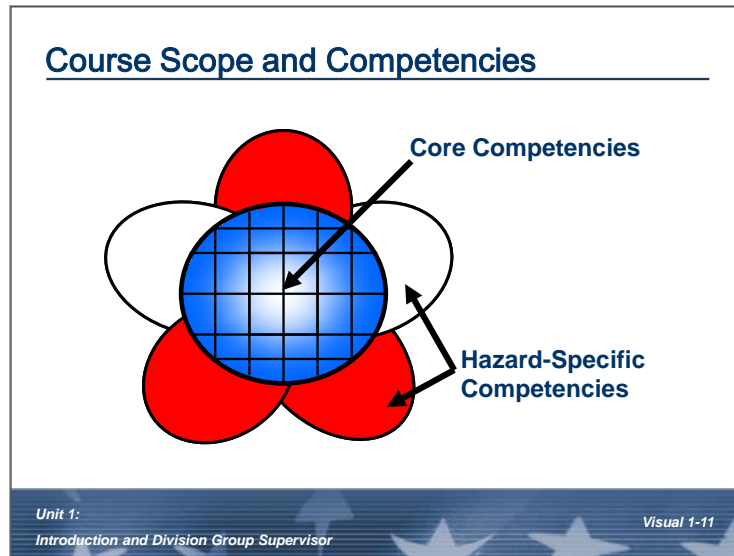 Course Scope and Competencies
Core Competencies
Hazard-Specific
Competencies
Unit 1:
Introduction and Division Group Supervisor
Visual 1-11